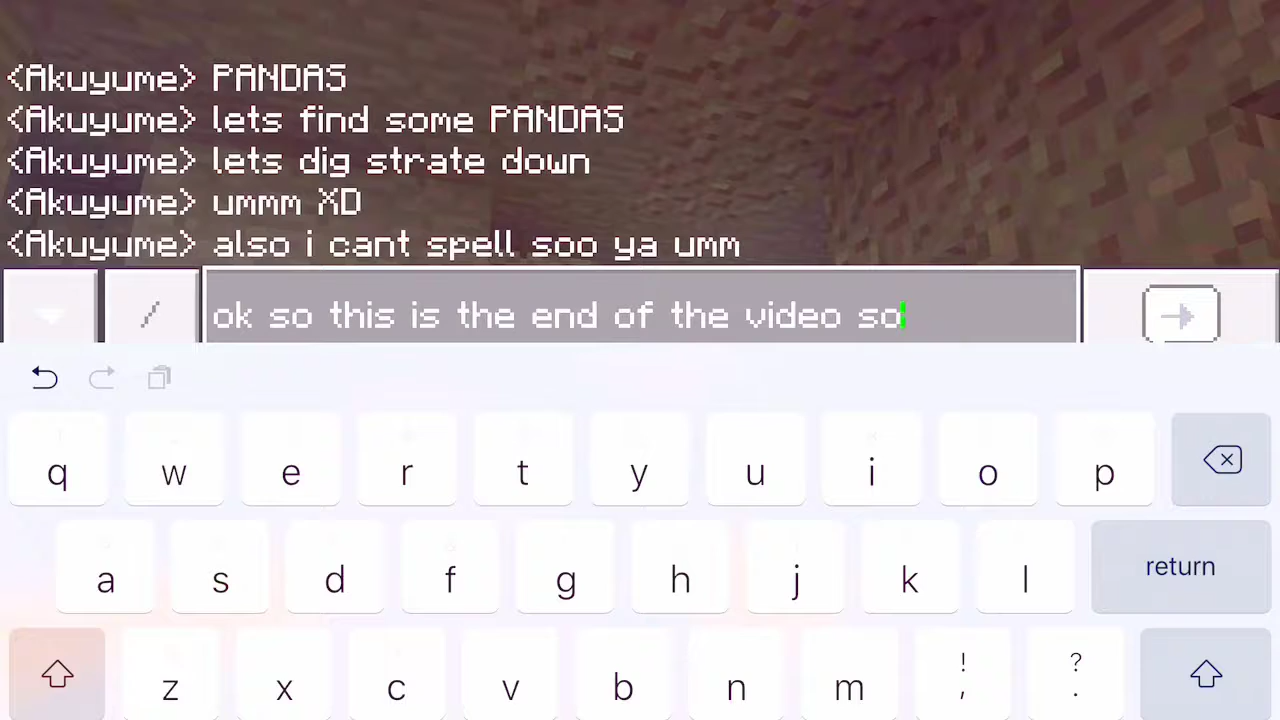 <Akuyume> PANDAS
<Akuyume> lets find some PANDAS
<Akuyume> lets dig strate down
<Akuyume> ummm XD
<Akuyume> also i cant spell soo ya umm
/ ok so this is the end of the video so
q w e r t y u i o p
a s d f g h j k l return
z x c v b n m ! , ? .